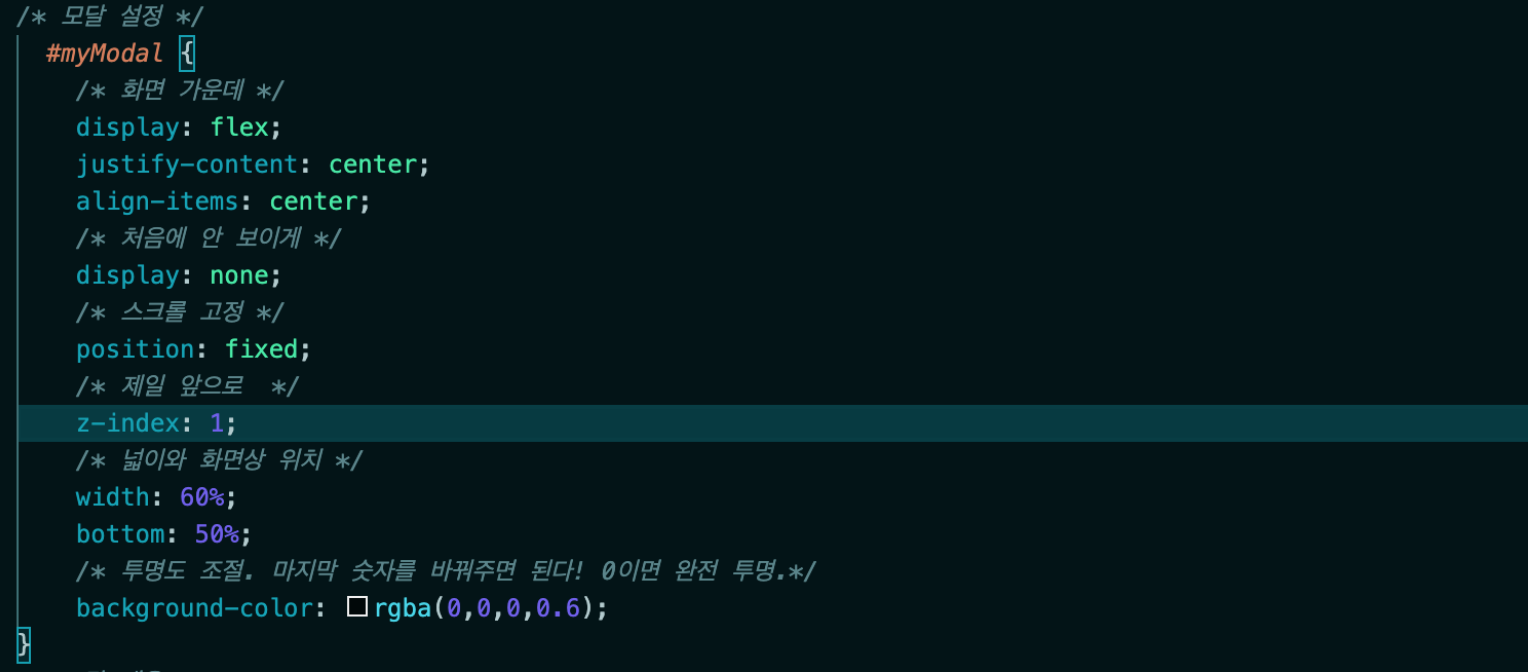 /* 모달 설정 */
#myModal {
/* 화면 가운데 */
display: flex;
justify-content: center;
align-items: center;
/* 처음에 안 보이게 */
display: none;
/* 스크롤 고정 */
position: fixed;
/* 제일 앞으로  */
z-index: 1;
/* 넓이와 화면상 위치 */
width: 60%;
bottom: 50%;
/* 투명도 조절. 마지막 숫자를 바꿔주면 된다! 0이면 완전 투명.*/
background-color: rgba(0,0,0,0.6);
}